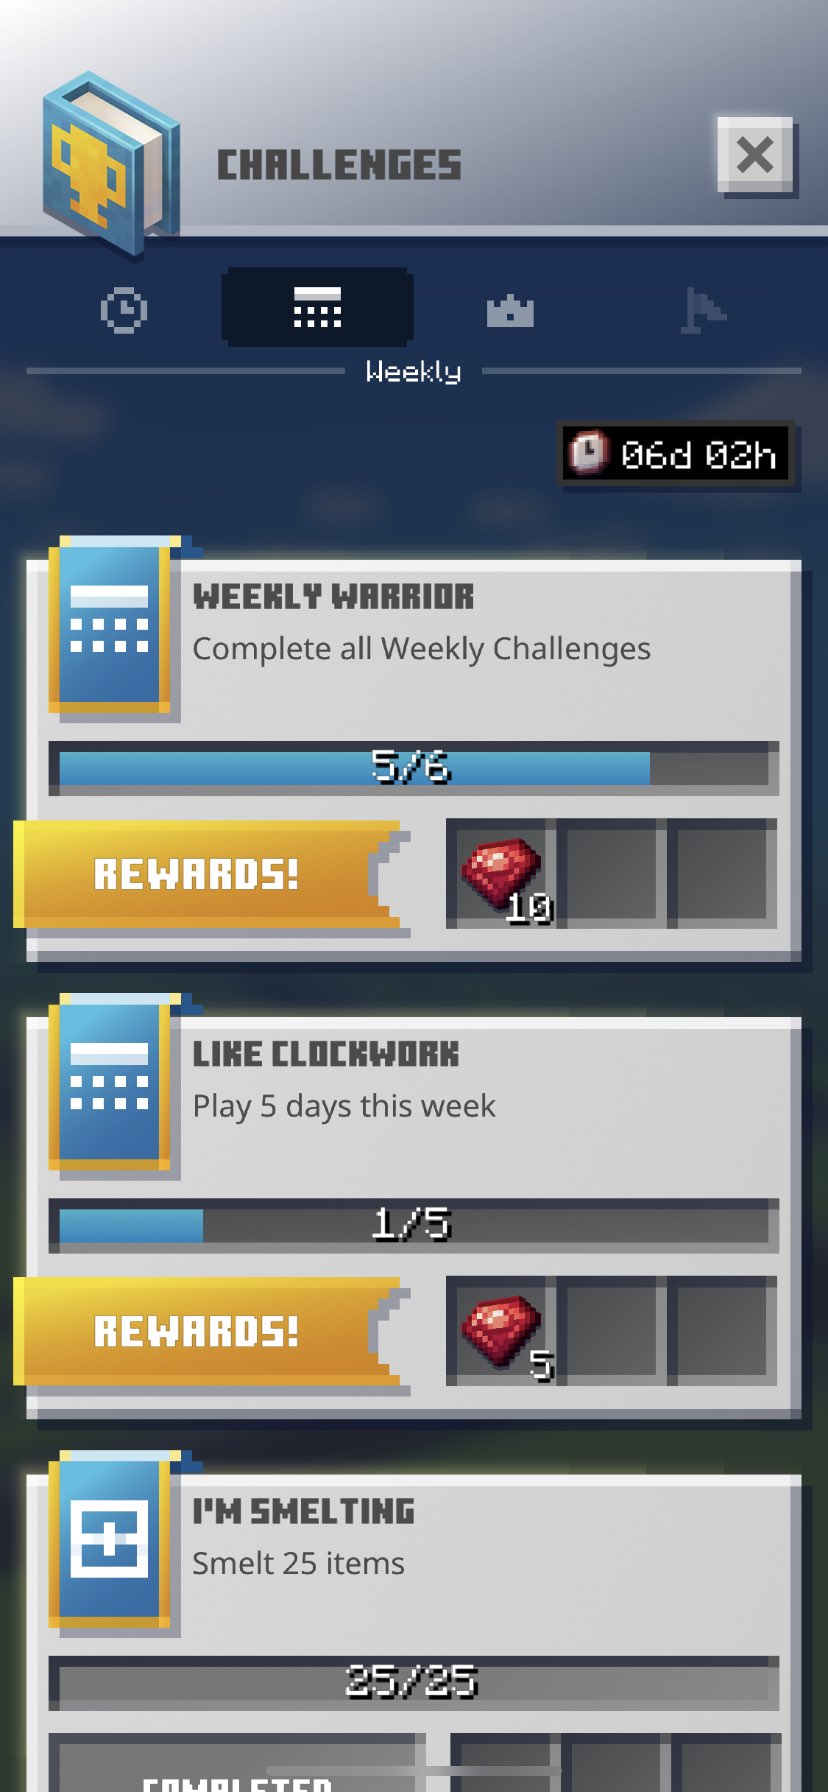 CHALLENGES
Weekly
06d 02h
WEEKLY WARRIOR
Complete all Weekly Challenges
5/6
REWARDS!
10
LIKE CLOCKWORK
Play 5 days this week
1/5
REWARDS!
5
I'M SMELTING
Smelt 25 items
25/25
COMPLETED